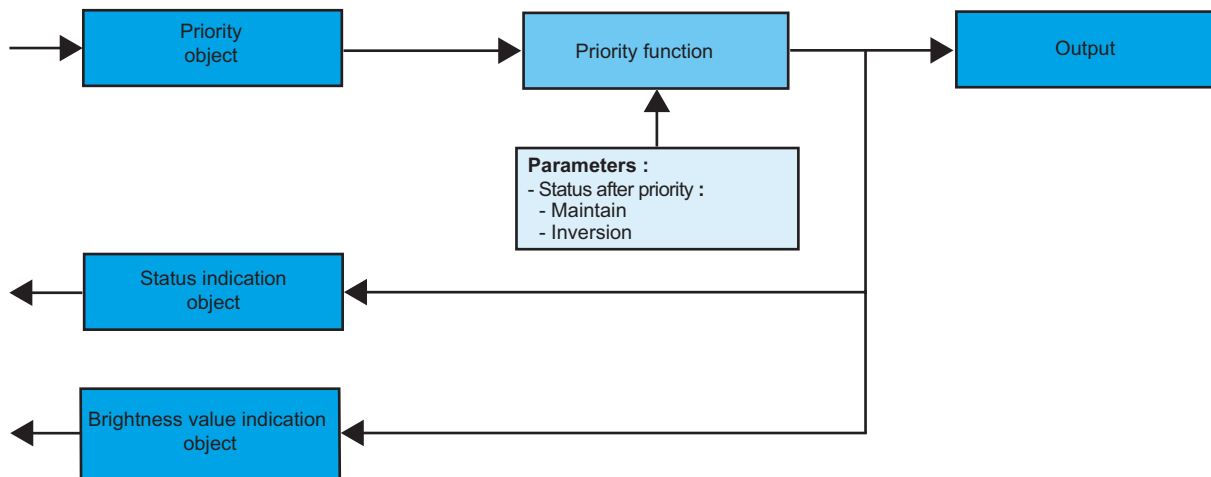 Priority
object
Priority function
Output
Parameters :
- Status after priority :
- Maintain
- Inversion
Status indication
object
Brightness value indication
object